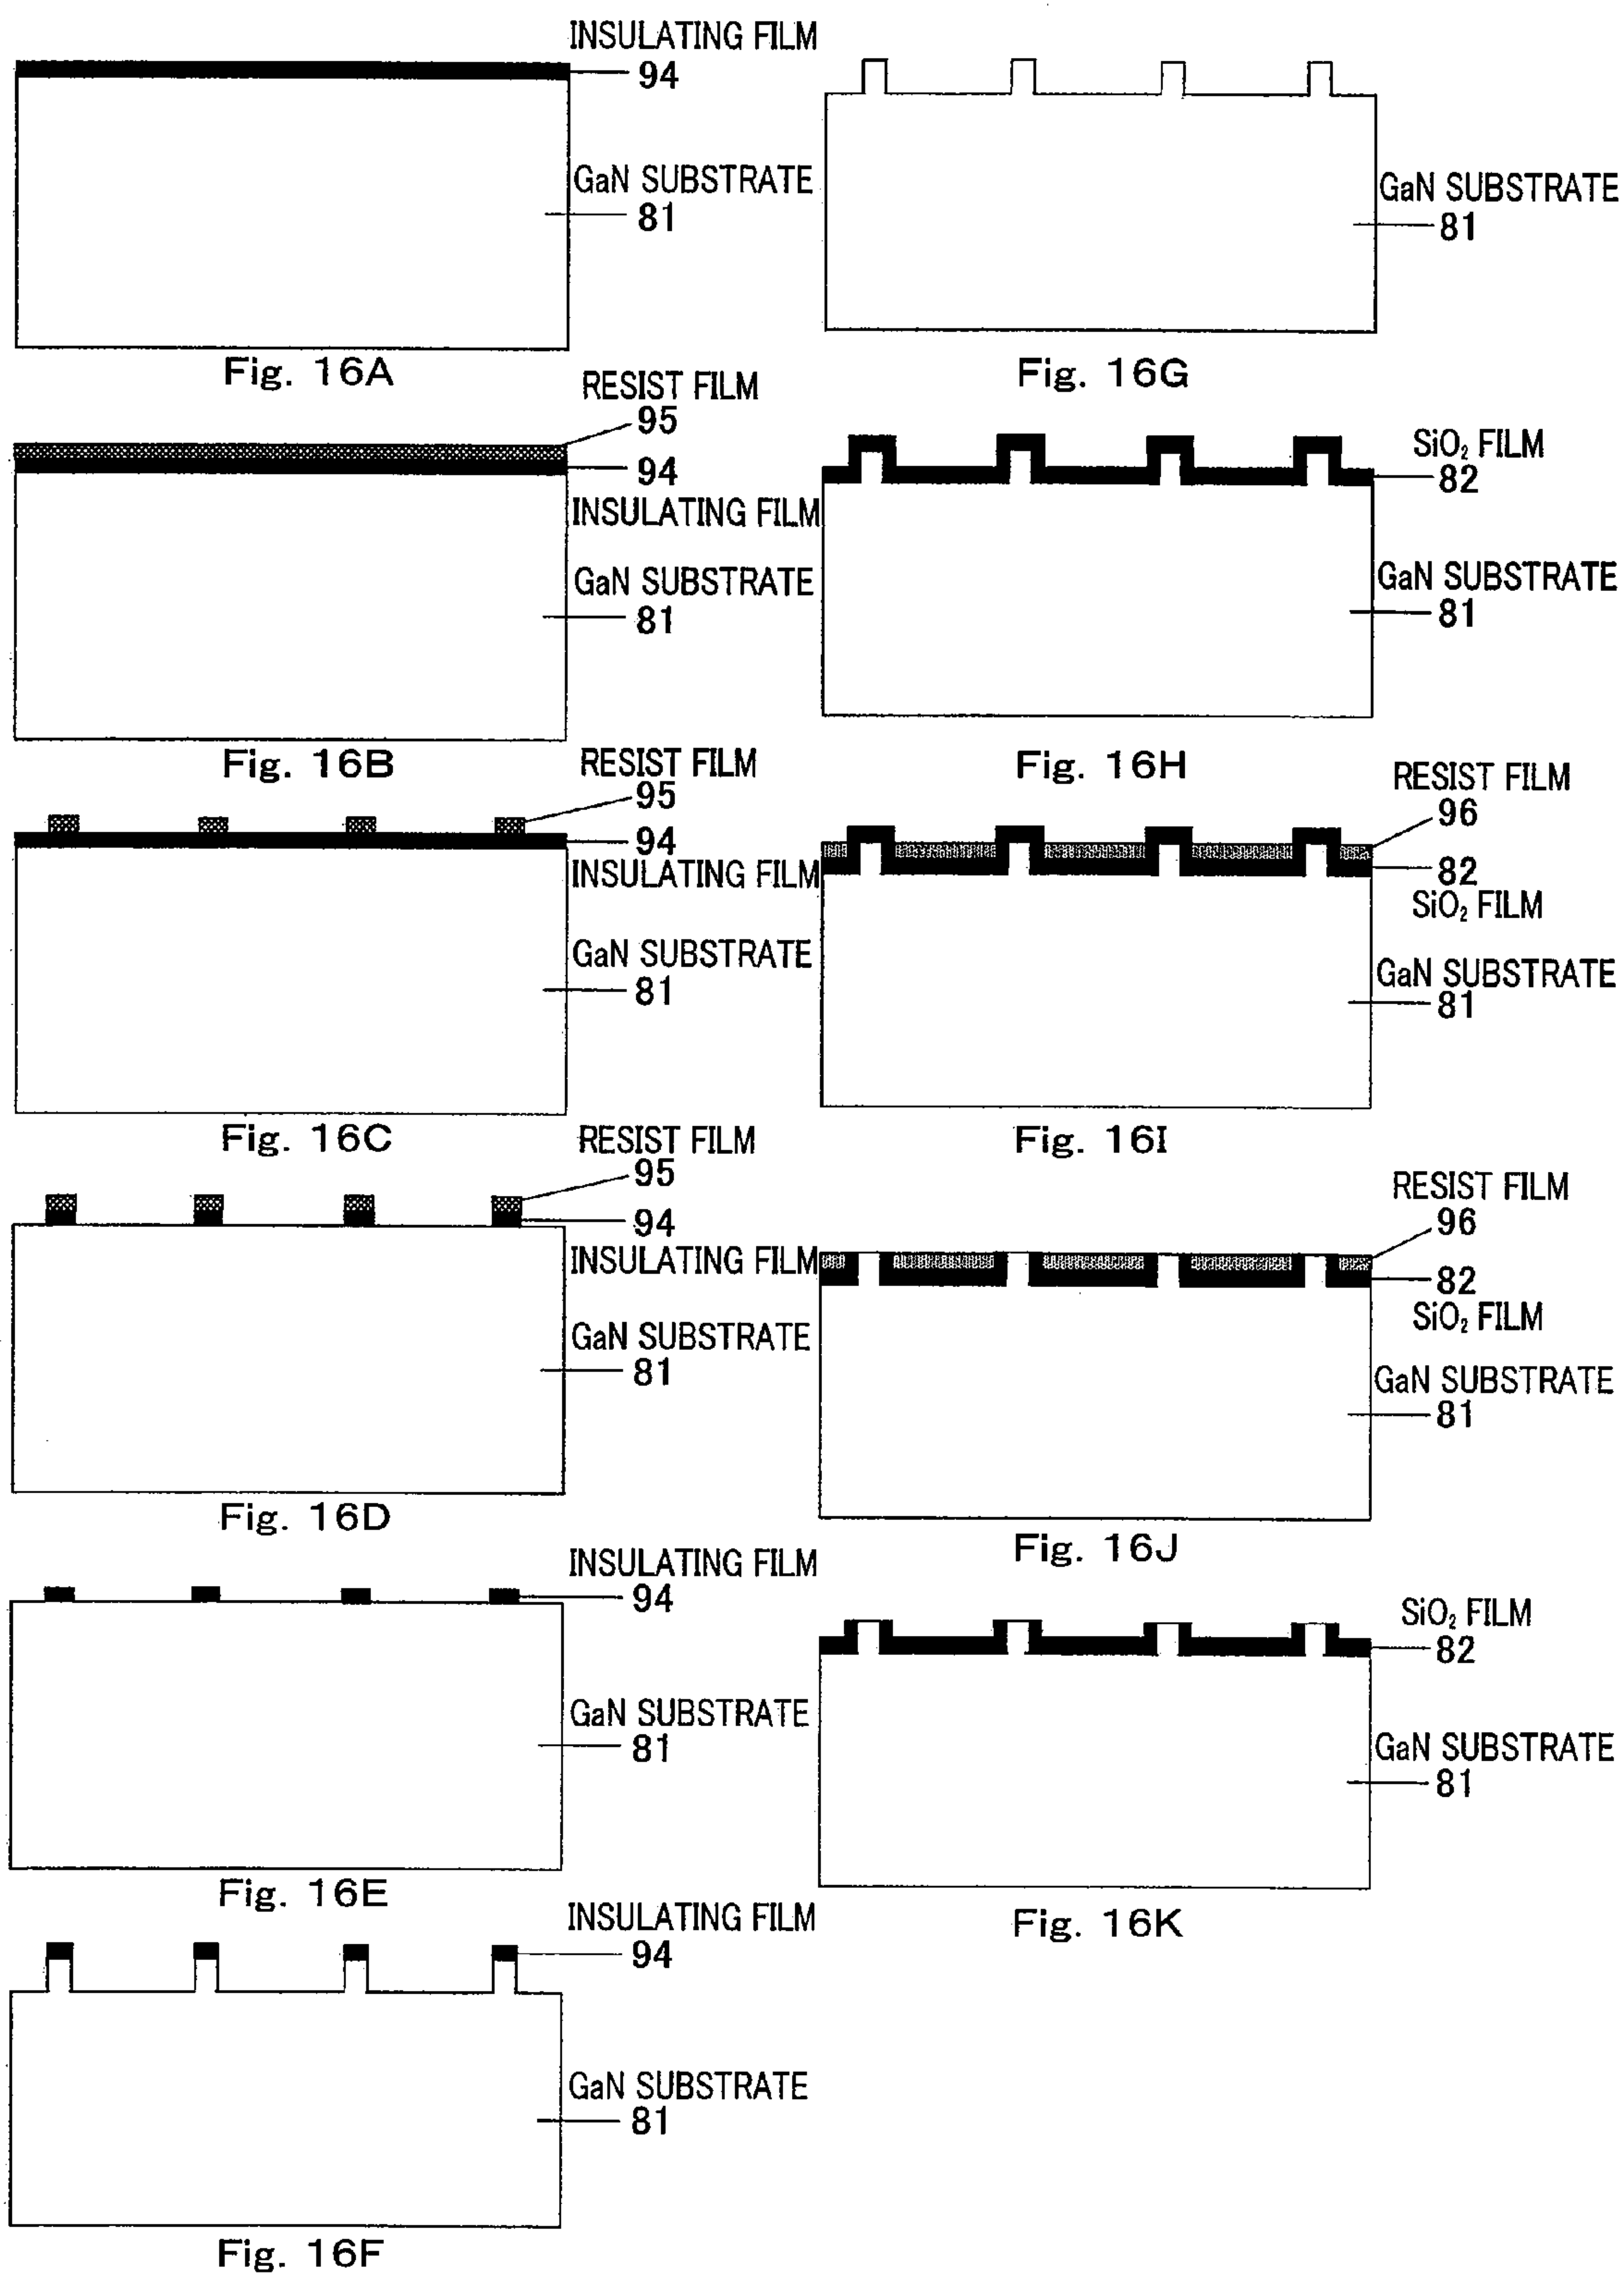 INSULATING FILM
94
GaN SUBSTRATE
81
Fig. 16A
RESIST FILM
95
94
INSULATING FILM
GaN SUBSTRATE
81
Fig. 16B
RESIST FILM
95
94
INSULATING FILM
GaN SUBSTRATE
81
Fig. 16C
RESIST FILM
95
94
INSULATING FILM
GaN SUBSTRATE
81
Fig. 16D
INSULATING FILM
94
GaN SUBSTRATE
81
Fig. 16E
INSULATING FILM
94
GaN SUBSTRATE
81
Fig. 16F
GaN SUBSTRATE
81
Fig. 16G
SiO₂ FILM
82
GaN SUBSTRATE
81
Fig. 16H
RESIST FILM
96
82
SiO₂ FILM
GaN SUBSTRATE
81
Fig. 16I
RESIST FILM
96
82
SiO₂ FILM
GaN SUBSTRATE
81
Fig. 16J
SiO₂ FILM
82
GaN SUBSTRATE
81
Fig. 16K